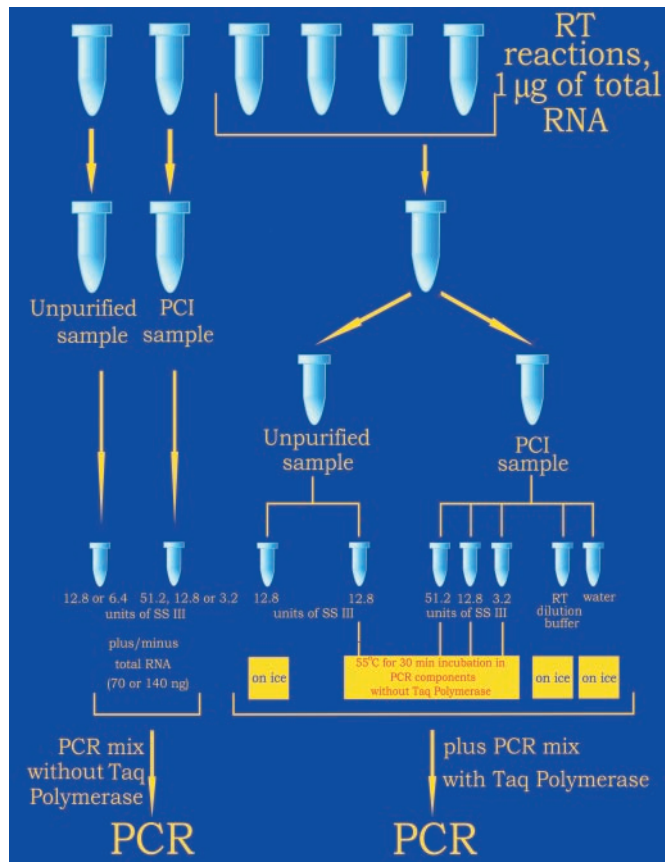 RT
reactions,
1 µg of total
RNA
Unpurified
sample
PCI
sample
Unpurified
sample
PCI
sample
12.8 or 6.4
51.2, 12.8 or 3.2
units of SS III
12.8
12.8
units of SS III
51.2
12.8
3.2
units of SS III
RT
dilution
buffer
water
plus/minus
total RNA
(70 or 140 ng)
on ice
55°C for 30 min incubation in
PCR components
without Taq Polymerase
on ice
on ice
PCR mix
without Taq
Polymerase
plus PCR mix
with Taq Polymerase
PCR
PCR